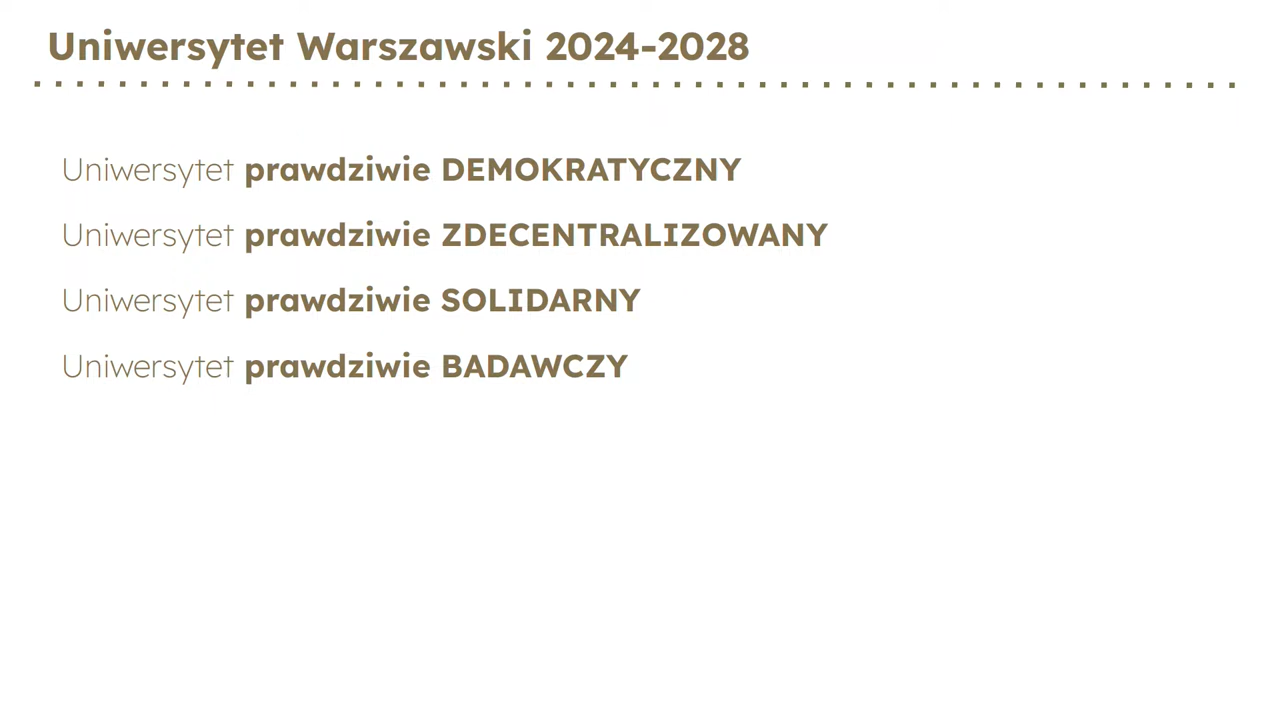 Uniwersytet Warszawski 2024-2028
Uniwersytet prawdziwie DEMOKRATYCZNY
Uniwersytet prawdziwie ZDECENTRALIZOWANY
Uniwersytet prawdziwie SOLIDARNY
Uniwersytet prawdziwie BADAWCZY